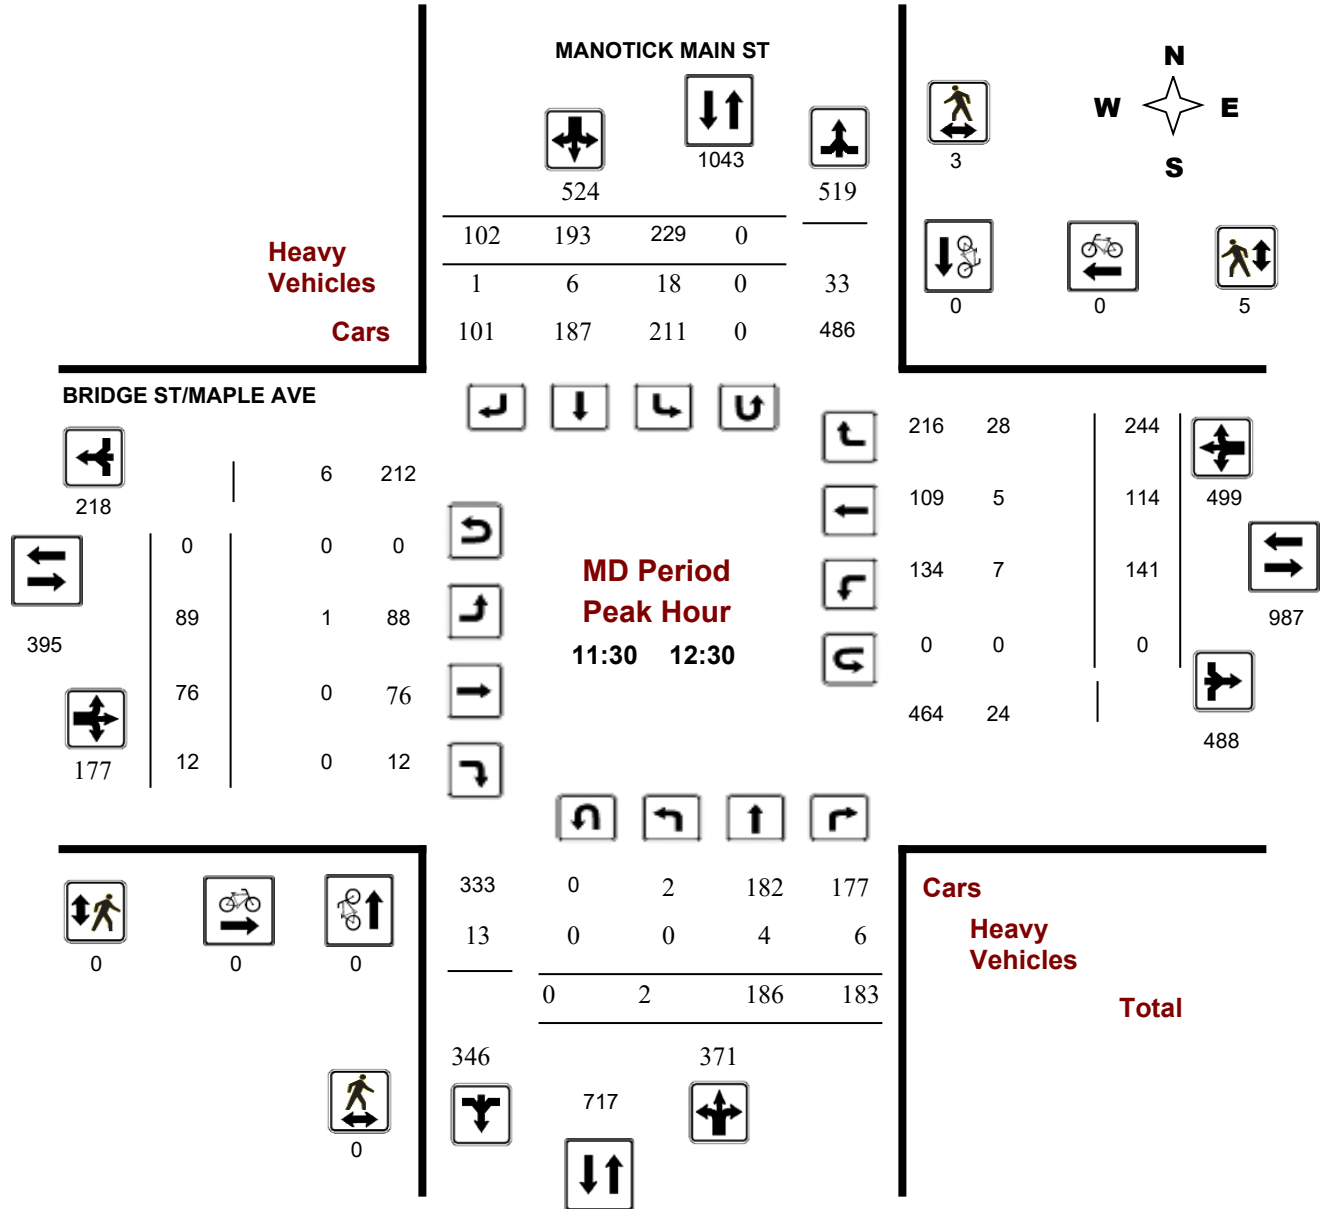 MANOTICK MAIN ST
N
W E
S
1043
3
524
519
102 193 229 0
Heavy
Vehicles
1 6 18 0 33
0 0 5
Cars
101 187 211 0 486
BRIDGE ST/MAPLE AVE
216 28 244
6 212
218
109 5 114 499
0 0 0
MD Period
134 7 141
Peak Hour
89 1 88
987
395
11:30 12:30
0 0 0
76 0 76
464 24
488
177
12 0 12
333 0 2 182 177
Cars
13 0 0 4 6
Heavy
Vehicles
0 0 0
0 2 186 183
Total
346 371
717
0